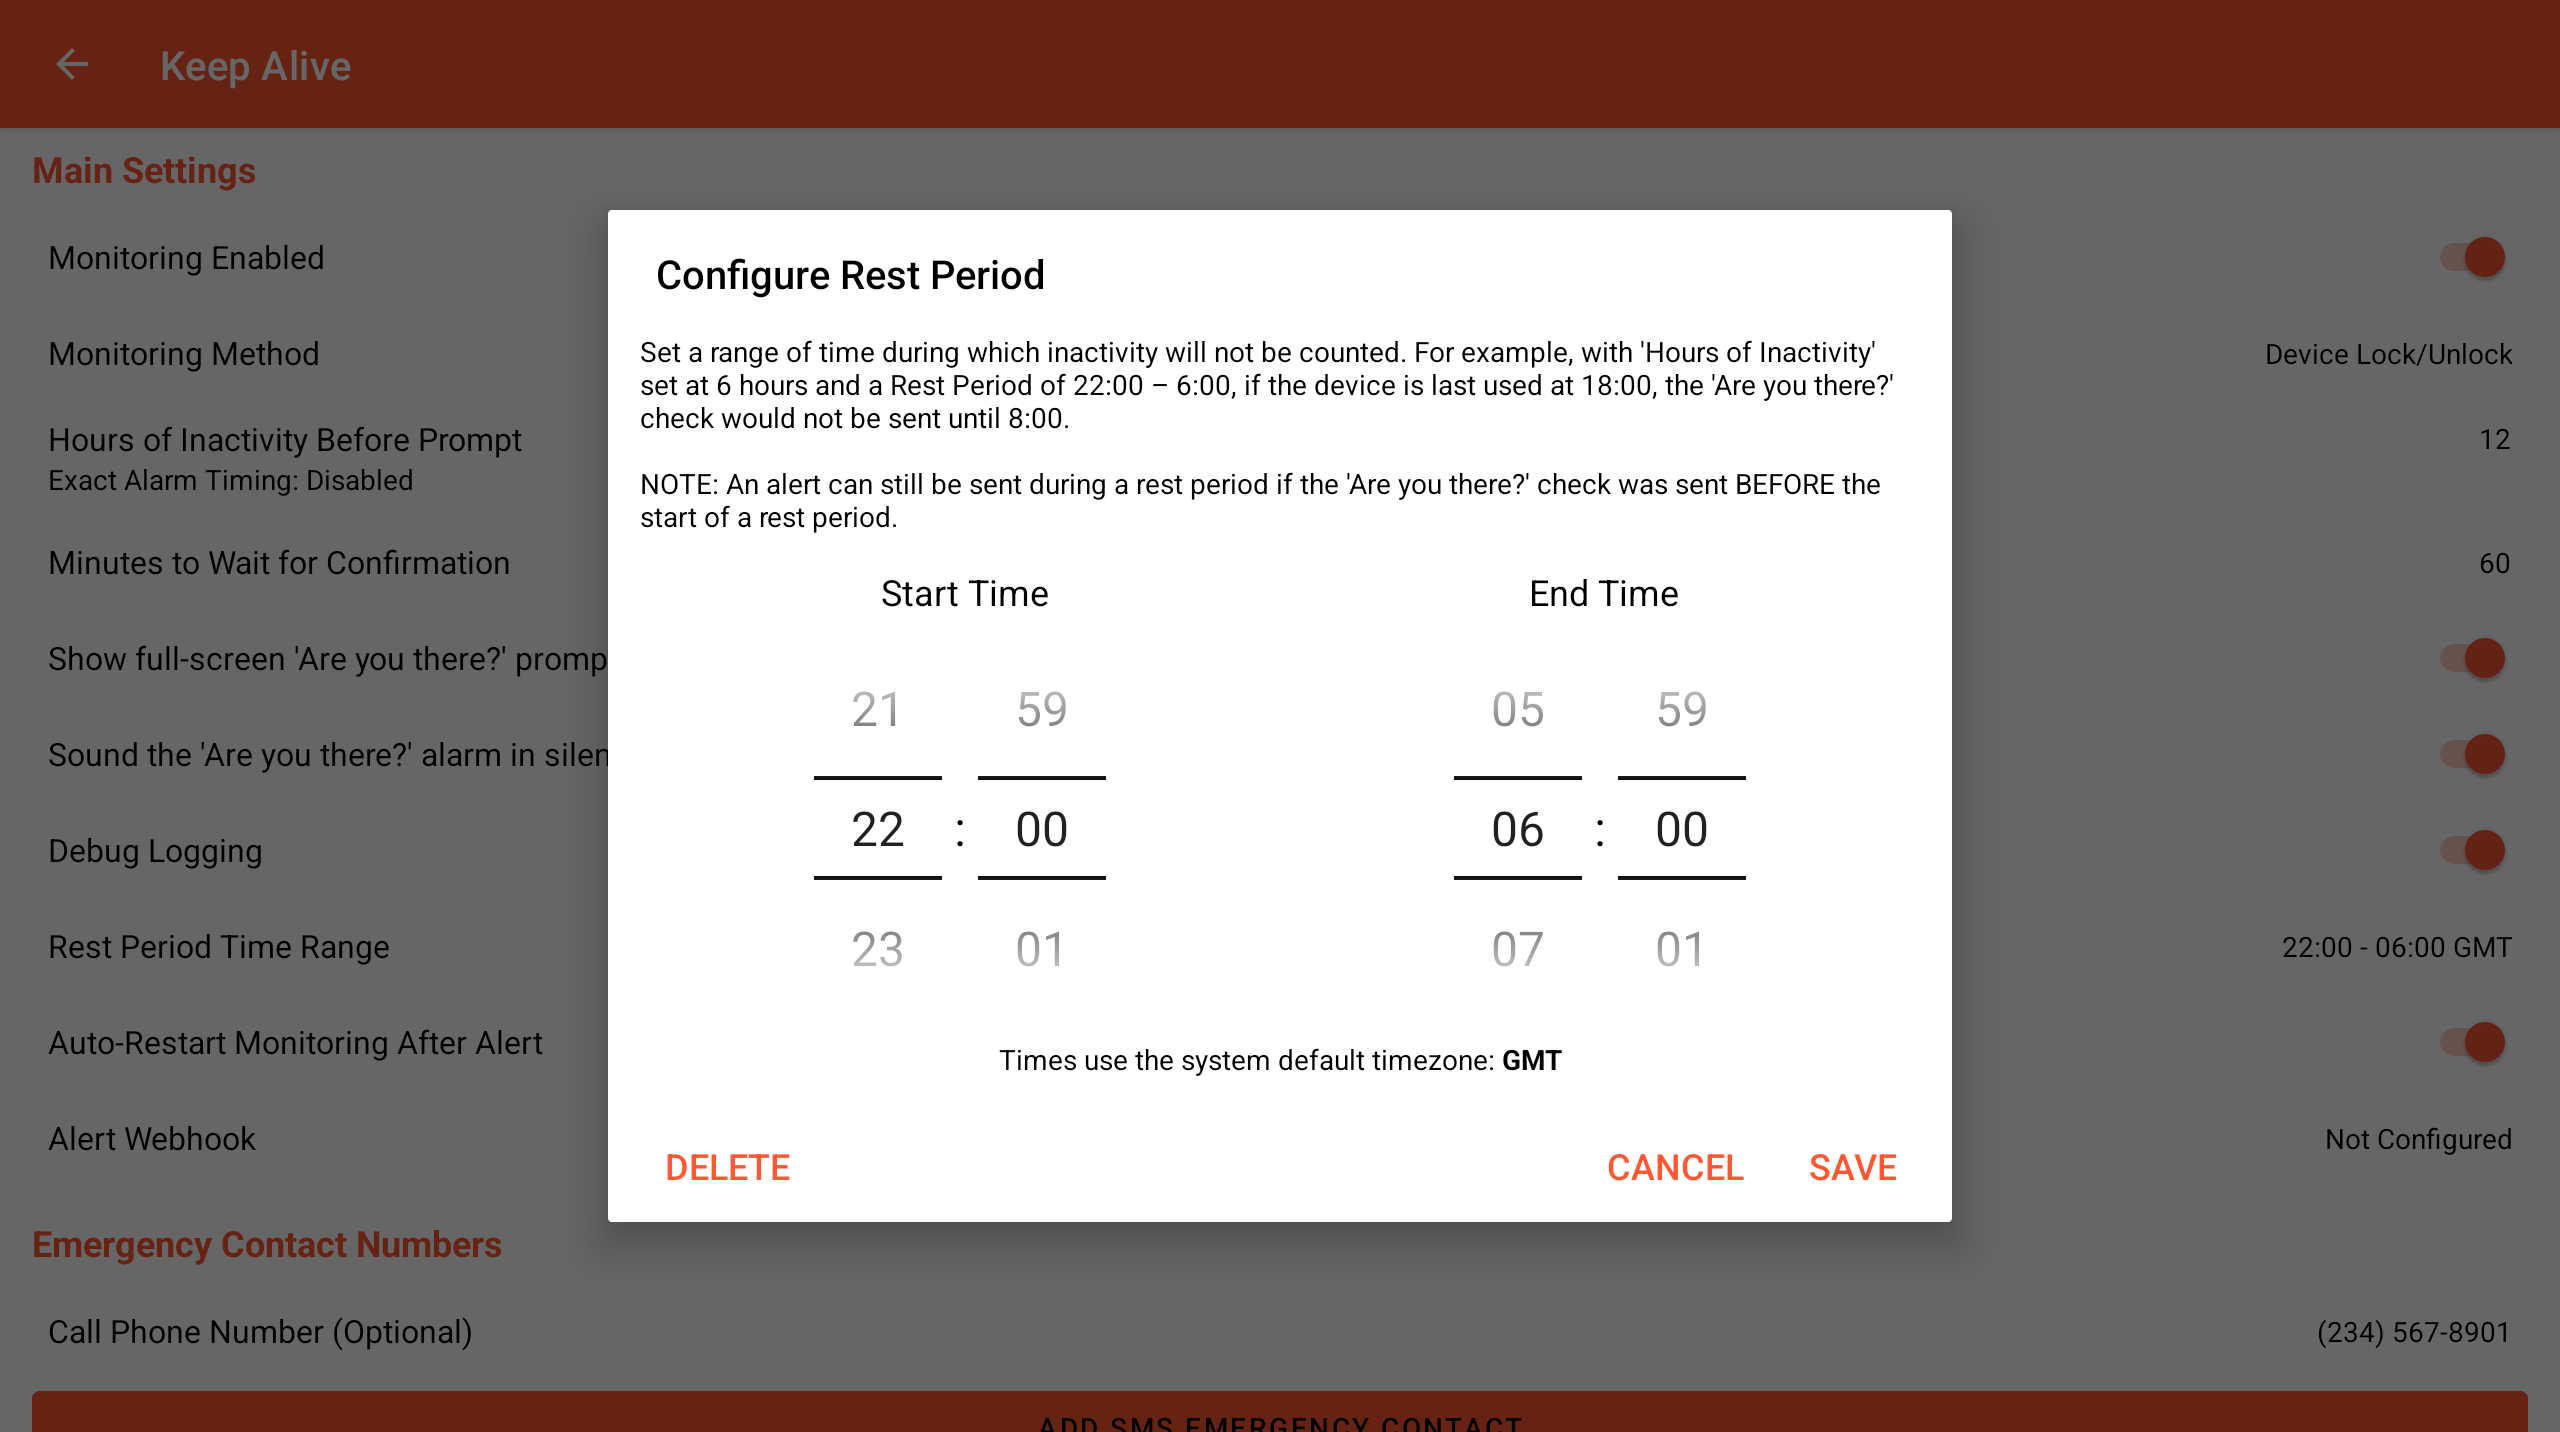 Keep Alive
Main Settings
Monitoring Enabled
Monitoring Method
Device Lock/Unlock
Hours of Inactivity Before Prompt
12
Exact Alarm Timing: Disabled
Minutes to Wait for Confirmation
60
Show full-screen 'Are you there?' promp
Sound the 'Are you there?' alarm in silen
Debug Logging
Rest Period Time Range
22:00 - 06:00 GMT
Auto-Restart Monitoring After Alert
Alert Webhook
Not Configured
Emergency Contact Numbers
Call Phone Number (Optional)
(234) 567-8901
ADD SMS EMERGENCY CONTACT
Configure Rest Period
Set a range of time during which inactivity will not be counted. For example, with 'Hours of Inactivity'
set at 6 hours and a Rest Period of 22:00 – 6:00, if the device is last used at 18:00, the 'Are you there?'
check would not be sent until 8:00.
NOTE: An alert can still be sent during a rest period if the 'Are you there?' check was sent BEFORE the
start of a rest period.
Start Time
End Time
21 59 05 59
22 : 00 06 : 00
23 01 07 01
Times use the system default timezone: GMT
DELETE
CANCEL
SAVE